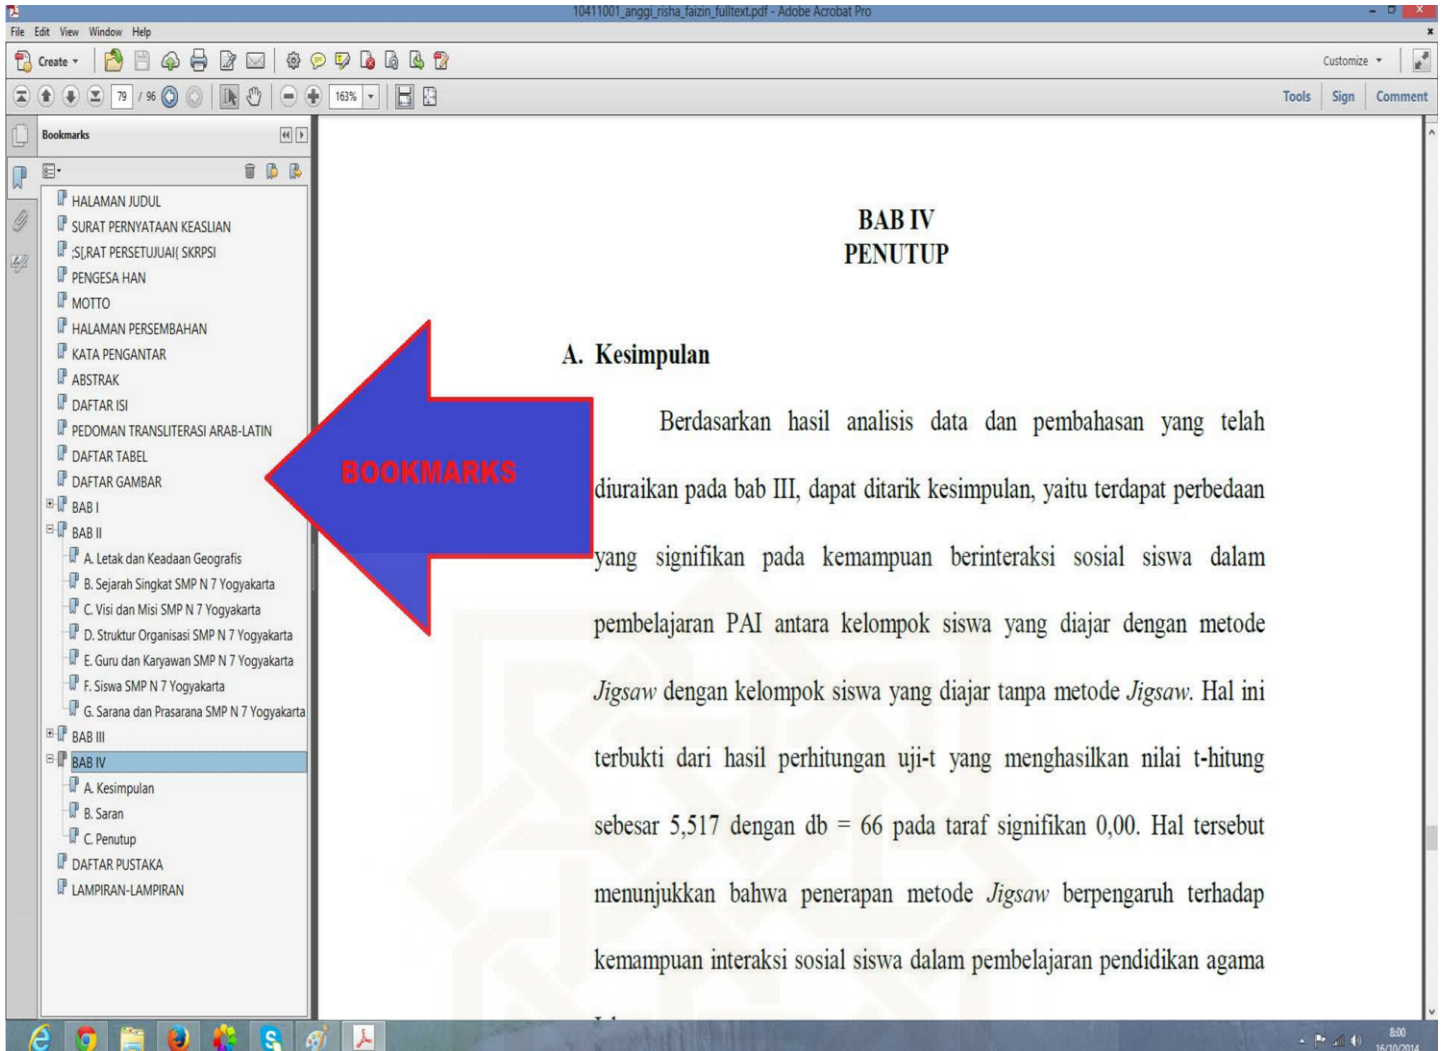 10411001_anggi_risha_faizin_fulltext.pdf - Adobe Acrobat Pro
File Edit View Window Help
Create
Customize
79 / 96
163%
Tools Sign Comment
Bookmarks
HALAMAN JUDUL
SURAT PERNYATAAN KEASLIAN
;S[,RAT PERSETUJUAI( SKRPSI
PENGESA HAN
MOTTO
HALAMAN PERSEMBAHAN
KATA PENGANTAR
ABSTRAK
DAFTAR ISI
PEDOMAN TRANSLITERASI ARAB-LATIN
DAFTAR TABEL
DAFTAR GAMBAR
BAB I
BAB II
A. Letak dan Keadaan Geografis
B. Sejarah Singkat SMP N 7 Yogyakarta
C. Visi dan Misi SMP N 7 Yogyakarta
D. Struktur Organisasi SMP N 7 Yogyakarta
E. Guru dan Karyawan SMP N 7 Yogyakarta
F. Siswa SMP N 7 Yogyakarta
G. Sarana dan Prasarana SMP N 7 Yogyakarta
BAB III
BAB IV
A. Kesimpulan
B. Saran
C. Penutup
DAFTAR PUSTAKA
LAMPIRAN-LAMPIRAN
BOOKMARKS
BAB IV
PENUTUP
A. Kesimpulan
Berdasarkan hasil analisis data dan pembahasan yang telah
diuraikan pada bab III, dapat ditarik kesimpulan, yaitu terdapat perbedaan
yang signifikan pada kemampuan berinteraksi sosial siswa dalam
pembelajaran PAI antara kelompok siswa yang diajar dengan metode
Jigsaw dengan kelompok siswa yang diajar tanpa metode Jigsaw. Hal ini
terbukti dari hasil perhitungan uji-t yang menghasilkan nilai t-hitung
sebesar 5,517 dengan db = 66 pada taraf signifikan 0,00. Hal tersebut
menunjukkan bahwa penerapan metode Jigsaw berpengaruh terhadap
kemampuan interaksi sosial siswa dalam pembelajaran pendidikan agama
8:00
16/10/2014